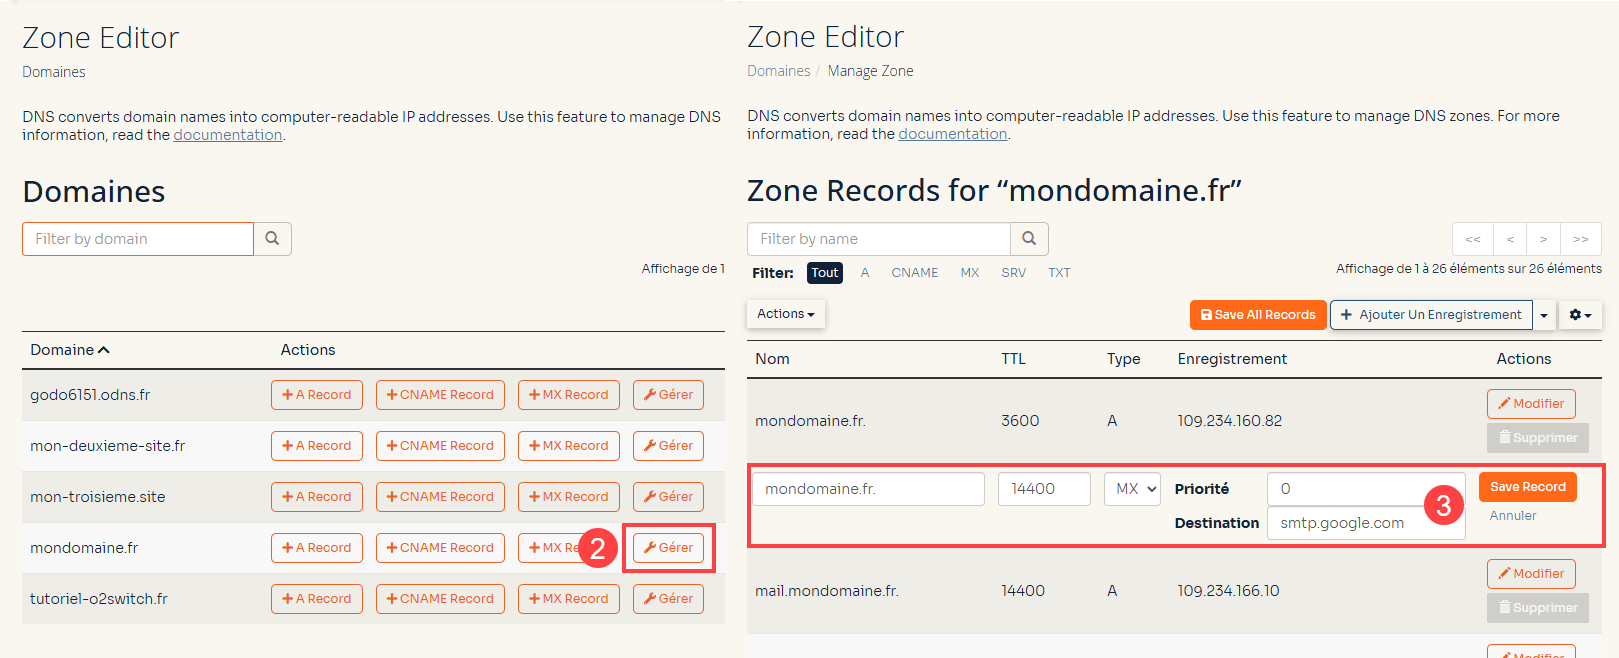 Zone Editor
Domaines
DNS converts domain names into computer-readable IP addresses. Use this feature to manage DNS
information, read the documentation.
Domaines
Filter by domain
Affichage de 1
Domaine Actions
godo6151.odns.fr A Record CNAME Record MX Record Gérer
mon-deuxieme-site.fr A Record CNAME Record MX Record Gérer
mon-troisieme.site A Record CNAME Record MX Record Gérer
mondomaine.fr A Record CNAME Record MX Re 2 Gérer
tutoriel-o2switch.fr A Record CNAME Record MX Record Gérer
Zone Editor
Domaines / Manage Zone
DNS converts domain names into computer-readable IP addresses. Use this feature to manage DNS zones. For more
information, read the documentation.
Zone Records for “mondomaine.fr”
Filter by name
<< < > >>
Filter: Tout A CNAME MX SRV TXT
Affichage de 1 à 26 éléments sur 26 éléments
Actions Save All Records + Ajouter Un Enregistrement
Nom TTL Type Enregistrement Actions
mondomaine.fr. 3600 A 109.234.160.82 Modifier
Supprimer
mondomaine.fr. 14400 MX Priorité 0 Save Record
3
Destination smtp.google.com Annuler
mail.mondomaine.fr. 14400 A 109.234.166.10 Modifier
Supprimer
Modifier